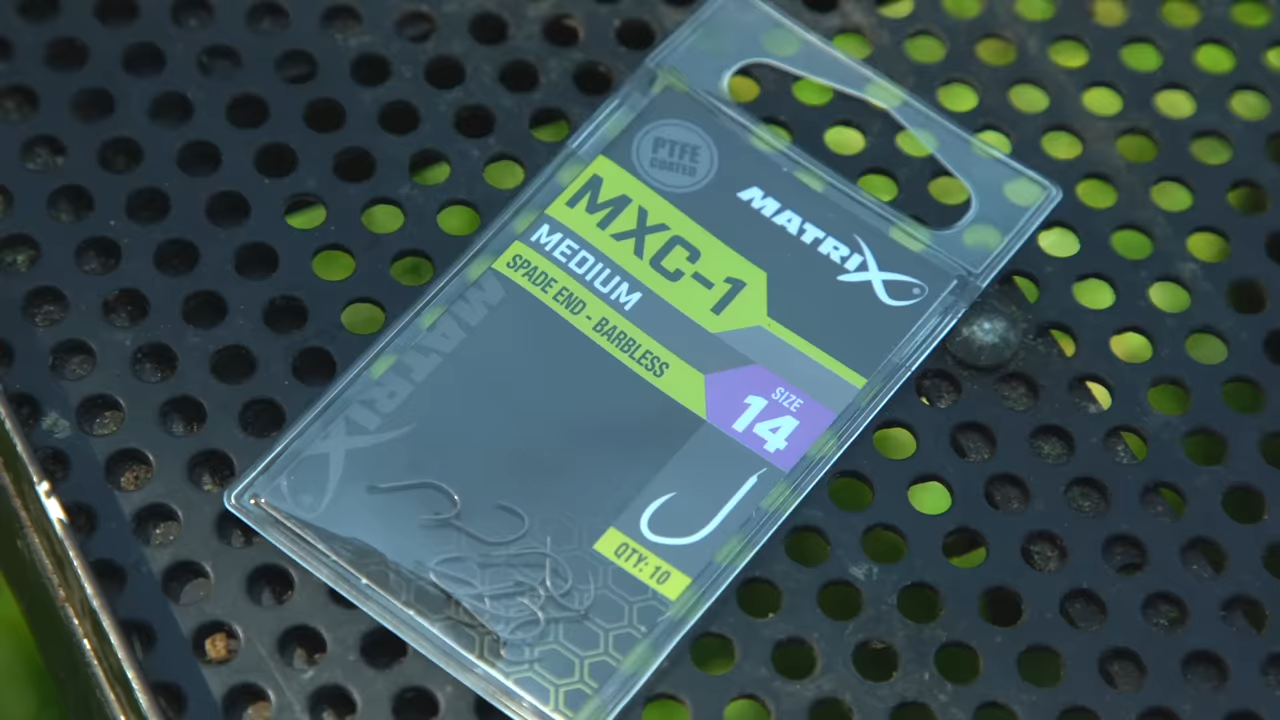 PTFE
COATED
MATRIX
MXC-1
MEDIUM
SPADE END - BARBLESS
MATRIX
SIZE
14
QTY: 10